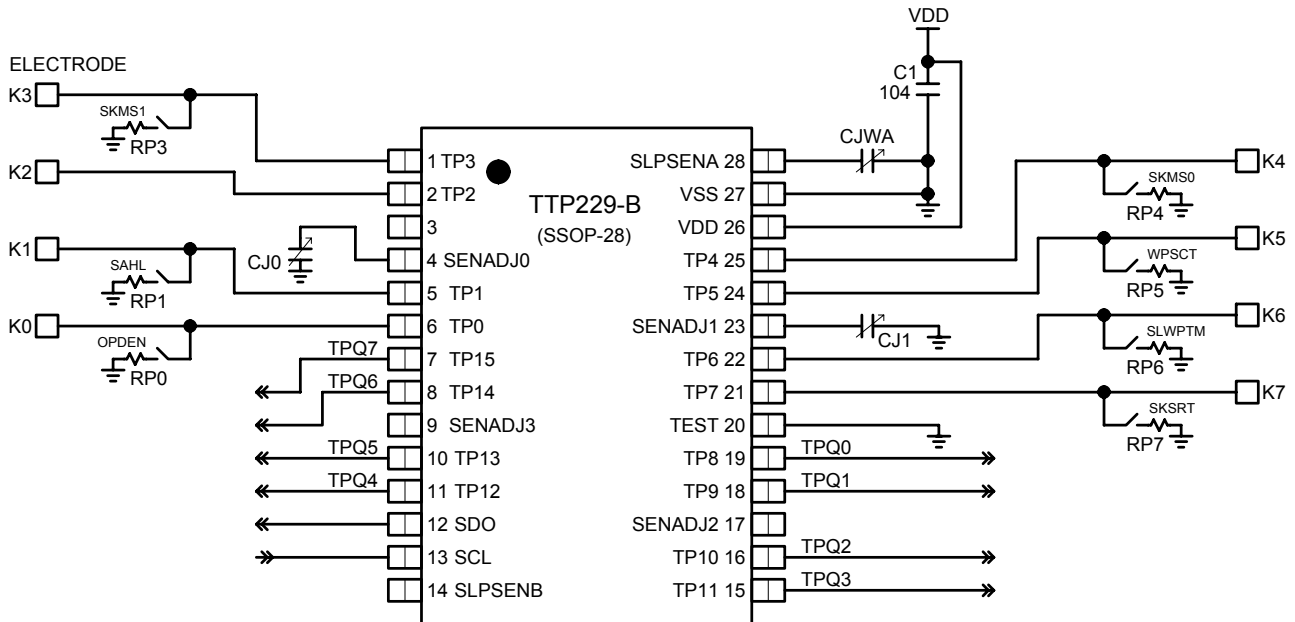 VDD
ELECTRODE
K3
SKMS1
RP3
K2
K1
SAHL
RP1
K0
OPDEN
RP0
CJ0
TPQ7
TPQ6
TPQ5
TPQ4
1 TP3
2 TP2
3
4 SENADJ0
5 TP1
6 TP0
7 TP15
8 TP14
9 SENADJ3
10 TP13
11 TP12
12 SDO
13 SCL
14 SLPSENB
TTP229-B
(SSOP-28)
SLPSENA 28
VSS 27
VDD 26
TP4 25
TP5 24
SENADJ1 23
TP6 22
TP7 21
TEST 20
TP8 19
TP9 18
SENADJ2 17
TP10 16
TP11 15
C1
104
CJWA
CJ1
TPQ0
TPQ1
TPQ2
TPQ3
K4
SKMS0
RP4
K5
WPSCT
RP5
K6
SLWPTM
RP6
K7
SKSRT
RP7